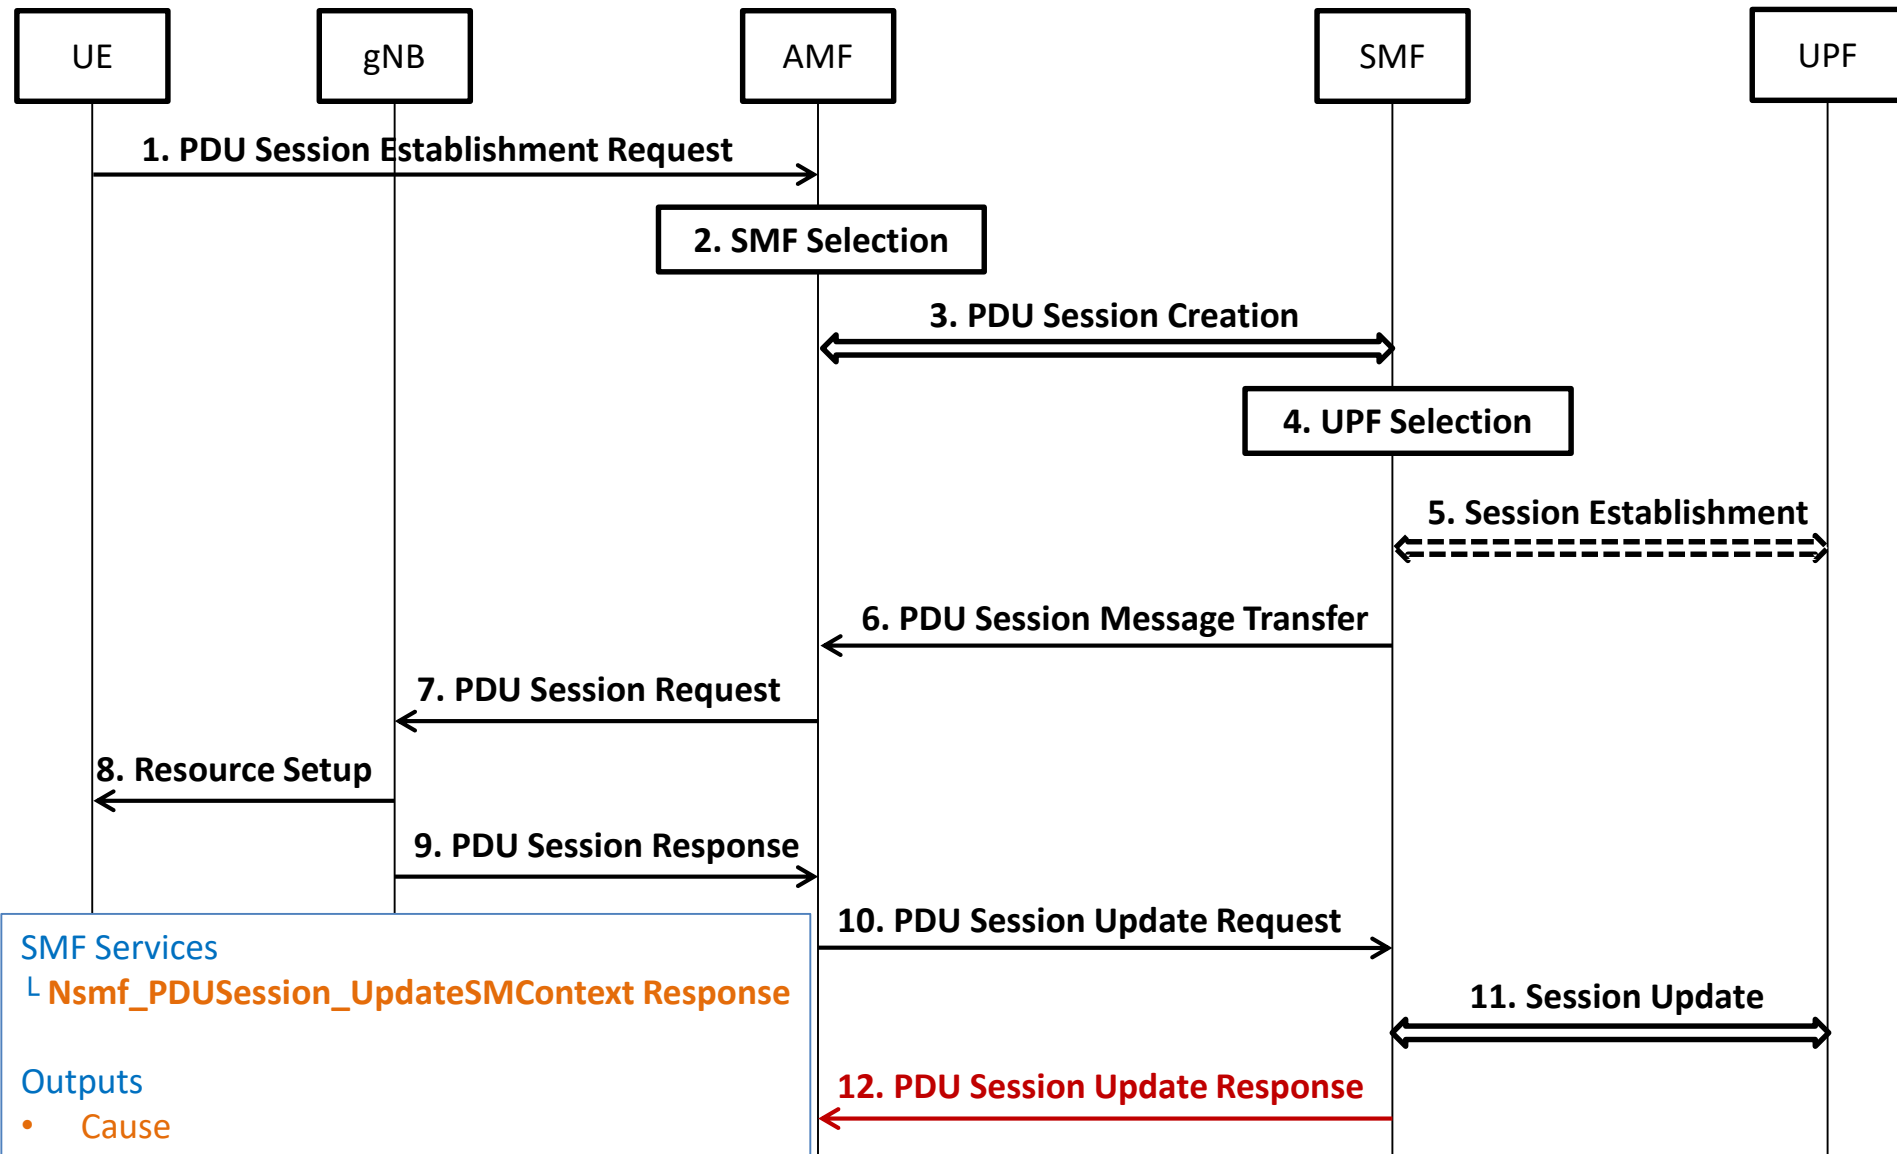 UE
gNB
AMF
SMF
UPF
1. PDU Session Establishment Request
2. SMF Selection
3. PDU Session Creation
4. UPF Selection
5. Session Establishment
6. PDU Session Message Transfer
7. PDU Session Request
8. Resource Setup
9. PDU Session Response
10. PDU Session Update Request
11. Session Update
12. PDU Session Update Response
SMF Services
└ Nsmf_PDUSession_UpdateSMContext Response
Outputs
• Cause